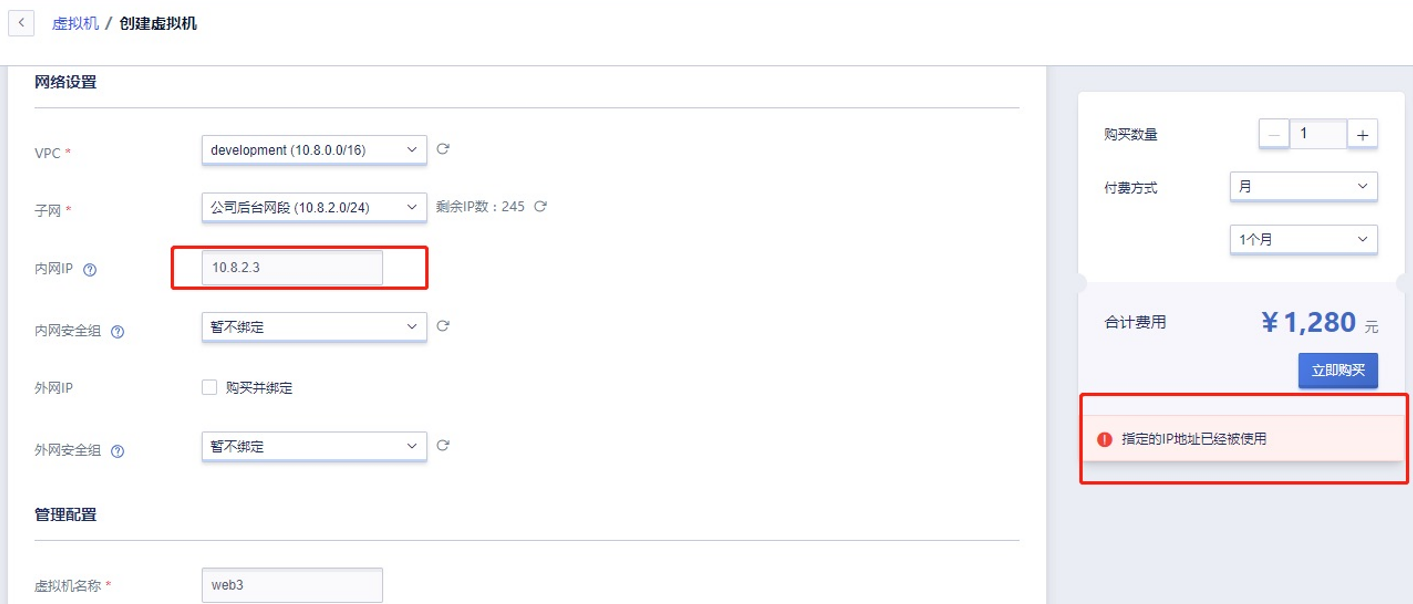 虚拟机 / 创建虚拟机
网络设置
VPC *
development (10.8.0.0/16)
子网 *
公司后台网段 (10.8.2.0/24)
剩余IP数：245
内网IP ?
10.8.2.3
内网安全组 ?
暂不绑定
外网IP
购买并绑定
外网安全组 ?
暂不绑定
管理配置
虚拟机名称 *
web3
购买数量
1
付费方式
月
1个月
合计费用
¥1,280 元
立即购买
指定的IP地址已经被使用